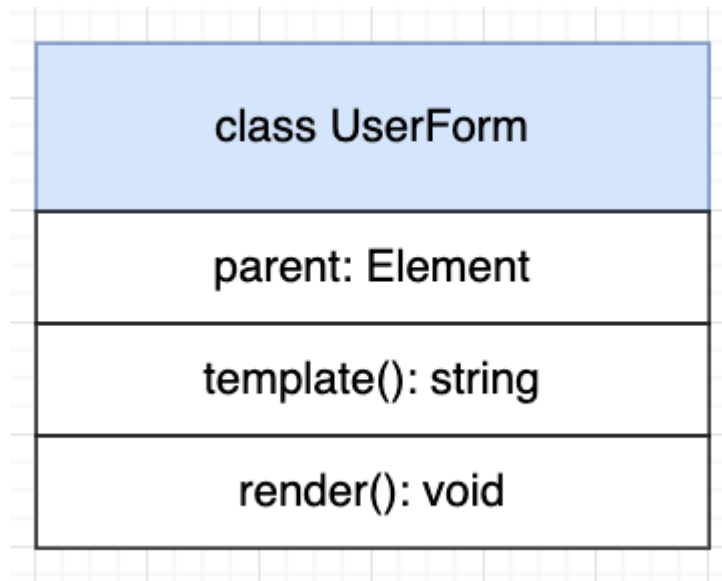 class UserForm
parent: Element
template(): string
render(): void